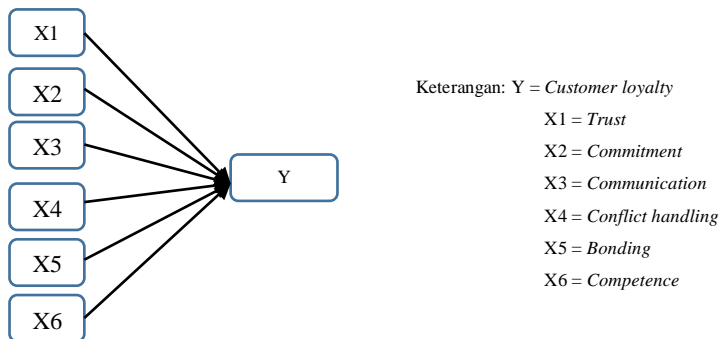 X1
X2
X3
X4
X5
X6
Y
Keterangan: Y = Customer loyalty
X1 = Trust
X2 = Commitment
X3 = Communication
X4 = Conflict handling
X5 = Bonding
X6 = Competence